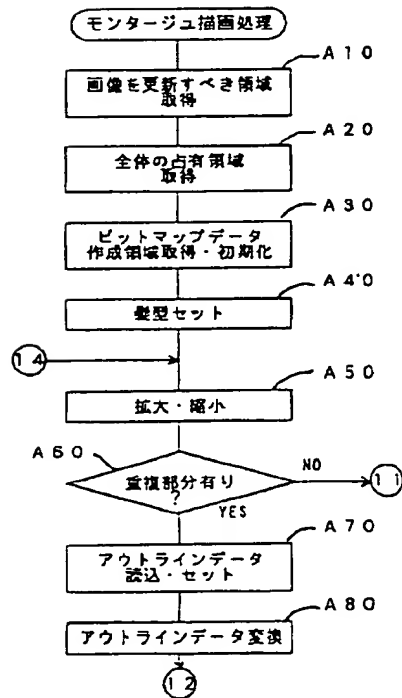 モンタージュ描画処理
A10
画像を更新すべき領域
取得
A20
全体の占有領域
取得
A30
ビットマップデータ
作成領域取得・初期化
A40
髪型セット
14
A50
拡大・縮小
A60
重複部分有り
?
NO
11
YES
A70
アウトラインデータ
読込・セット
A80
アウトラインデータ変換
12